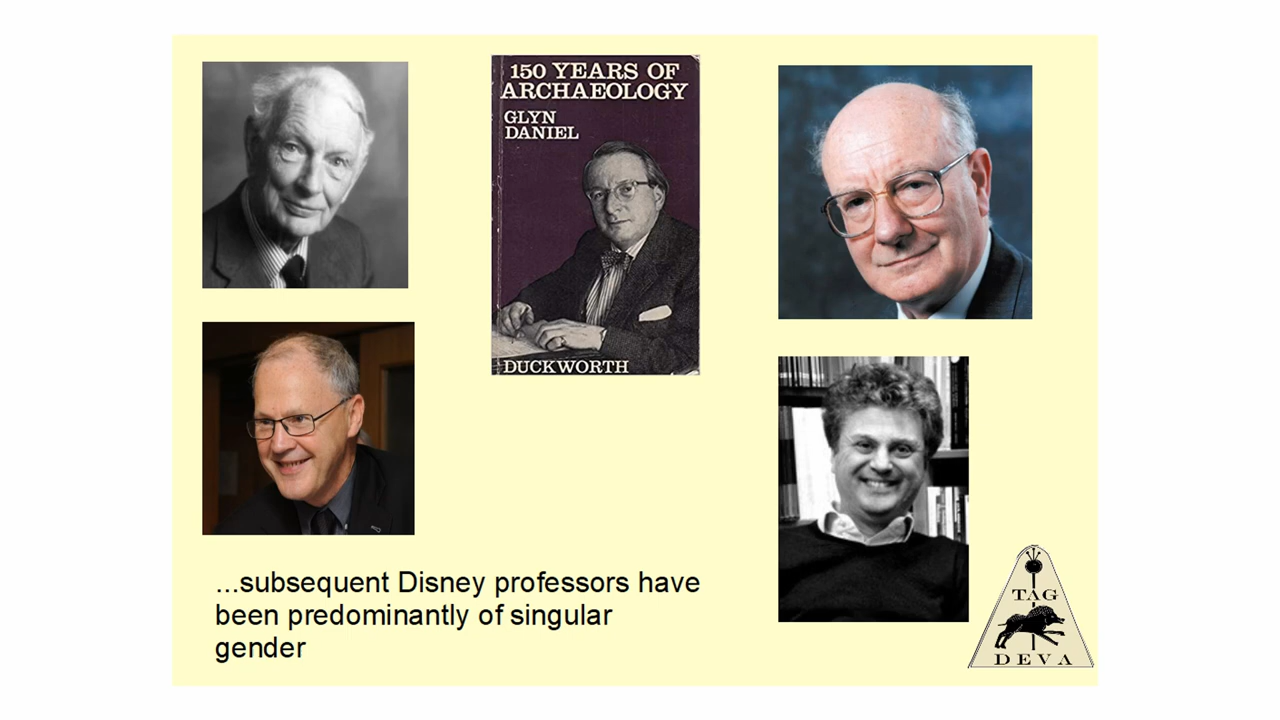 150 YEARS OF
ARCHAEOLOGY
GLYN
DANIEL
DUCKWORTH
...subsequent Disney professors have
been predominantly of singular
gender
TAG
DEVA